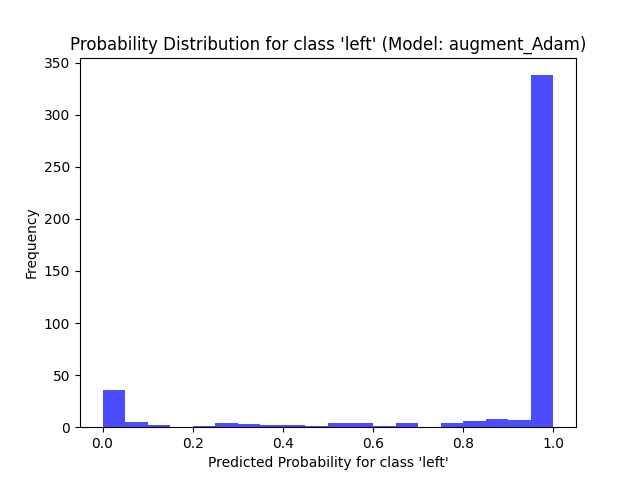 Probability Distribution for class 'left' (Model: augment_Adam)
350
300
250
200
150
100
50
0
Frequency
0.0 0.2 0.4 0.6 0.8 1.0
Predicted Probability for class 'left'